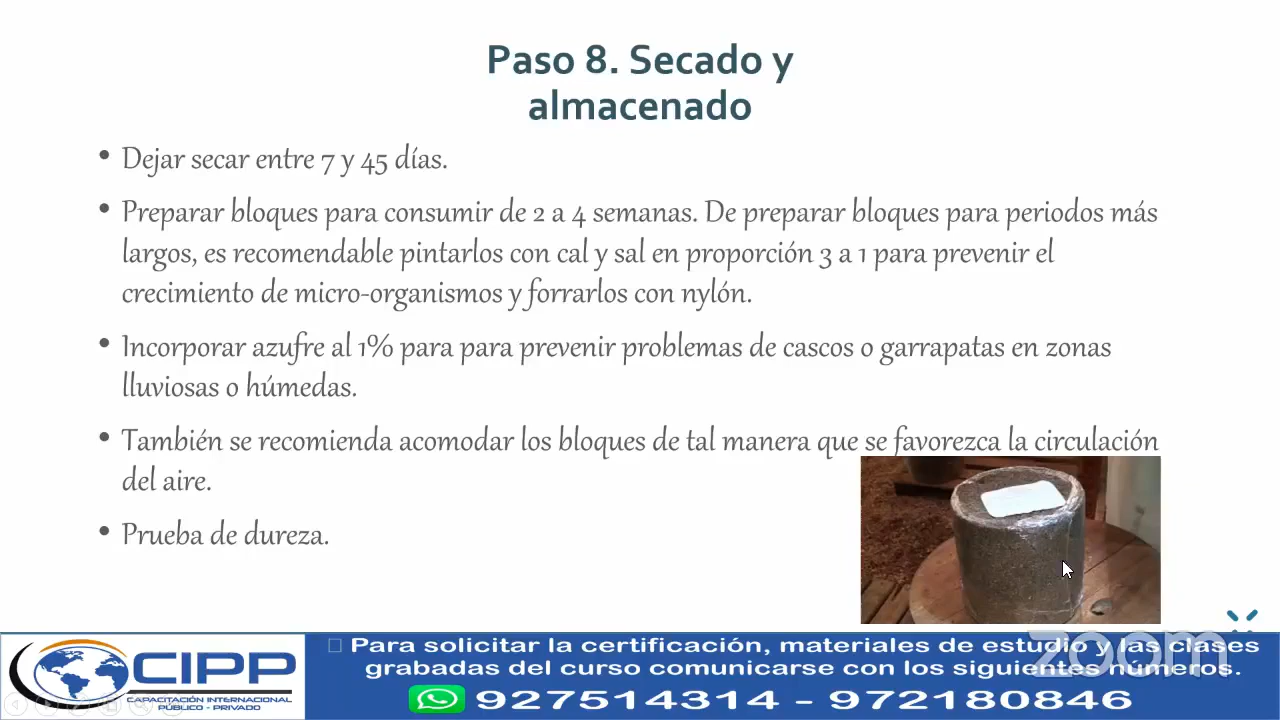 Paso 8. Secado y
almacenado
• Dejar secar entre 7 y 45 días.
• Preparar bloques para consumir de 2 a 4 semanas. De preparar bloques para periodos más
largos, es recomendable pintarlos con cal y sal en proporción 3 a 1 para prevenir el
crecimiento de micro-organismos y forrarlos con nylón.
• Incorporar azufre al 1% para para prevenir problemas de cascos o garrapatas en zonas
lluviosas o húmedas.
• También se recomienda acomodar los bloques de tal manera que se favorezca la circulación
del aire.
• Prueba de dureza.
zoom
CIPP
CAPACITACIÓN INTERNACIONAL
PÚBLICO - PRIVADO
Para solicitar la certificación, materiales de estudio y las clases
grabadas del curso comunicarse con los siguientes números.
927514314 - 972180846